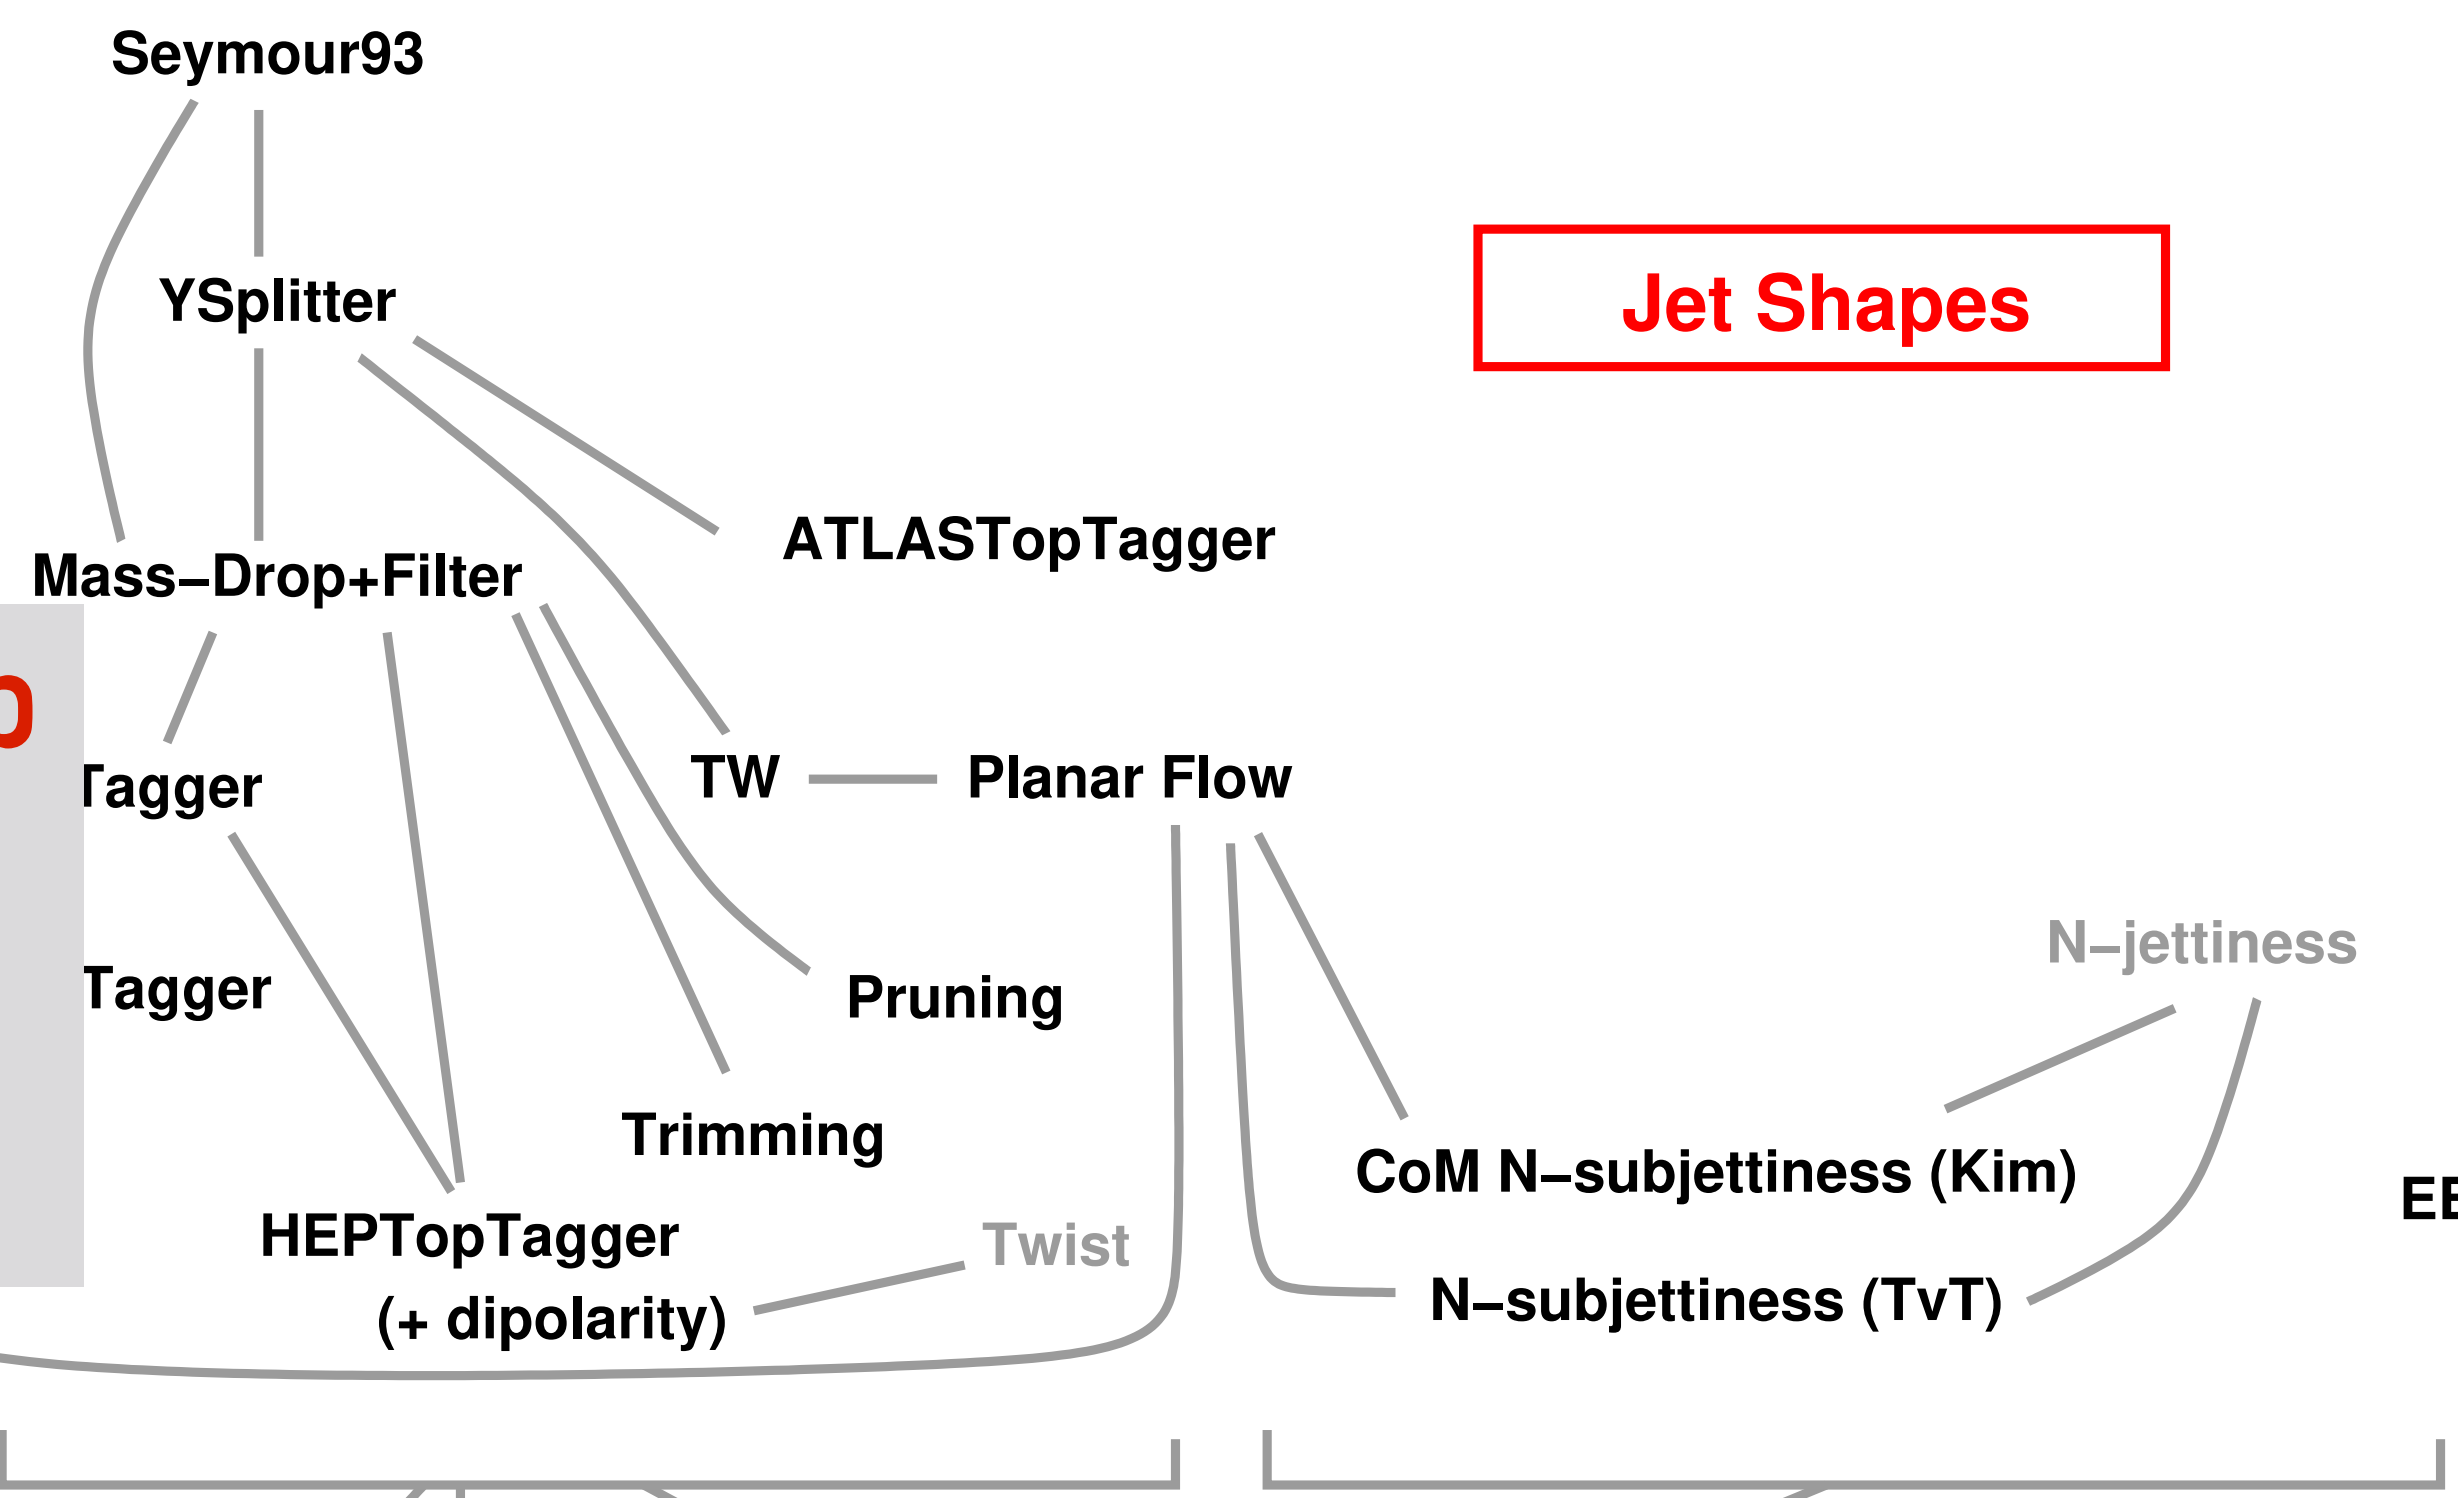 Seymour93
YSplitter
Jet Shapes
ATLASTopTagger
Mass–Drop+Filter
TW
Planar Flow
Tagger
N–jettiness
Tagger
Pruning
Trimming
CoM N–subjettiness (Kim)
HEPTopTagger
Twist
N–subjettiness (TvT)
(+ dipolarity)